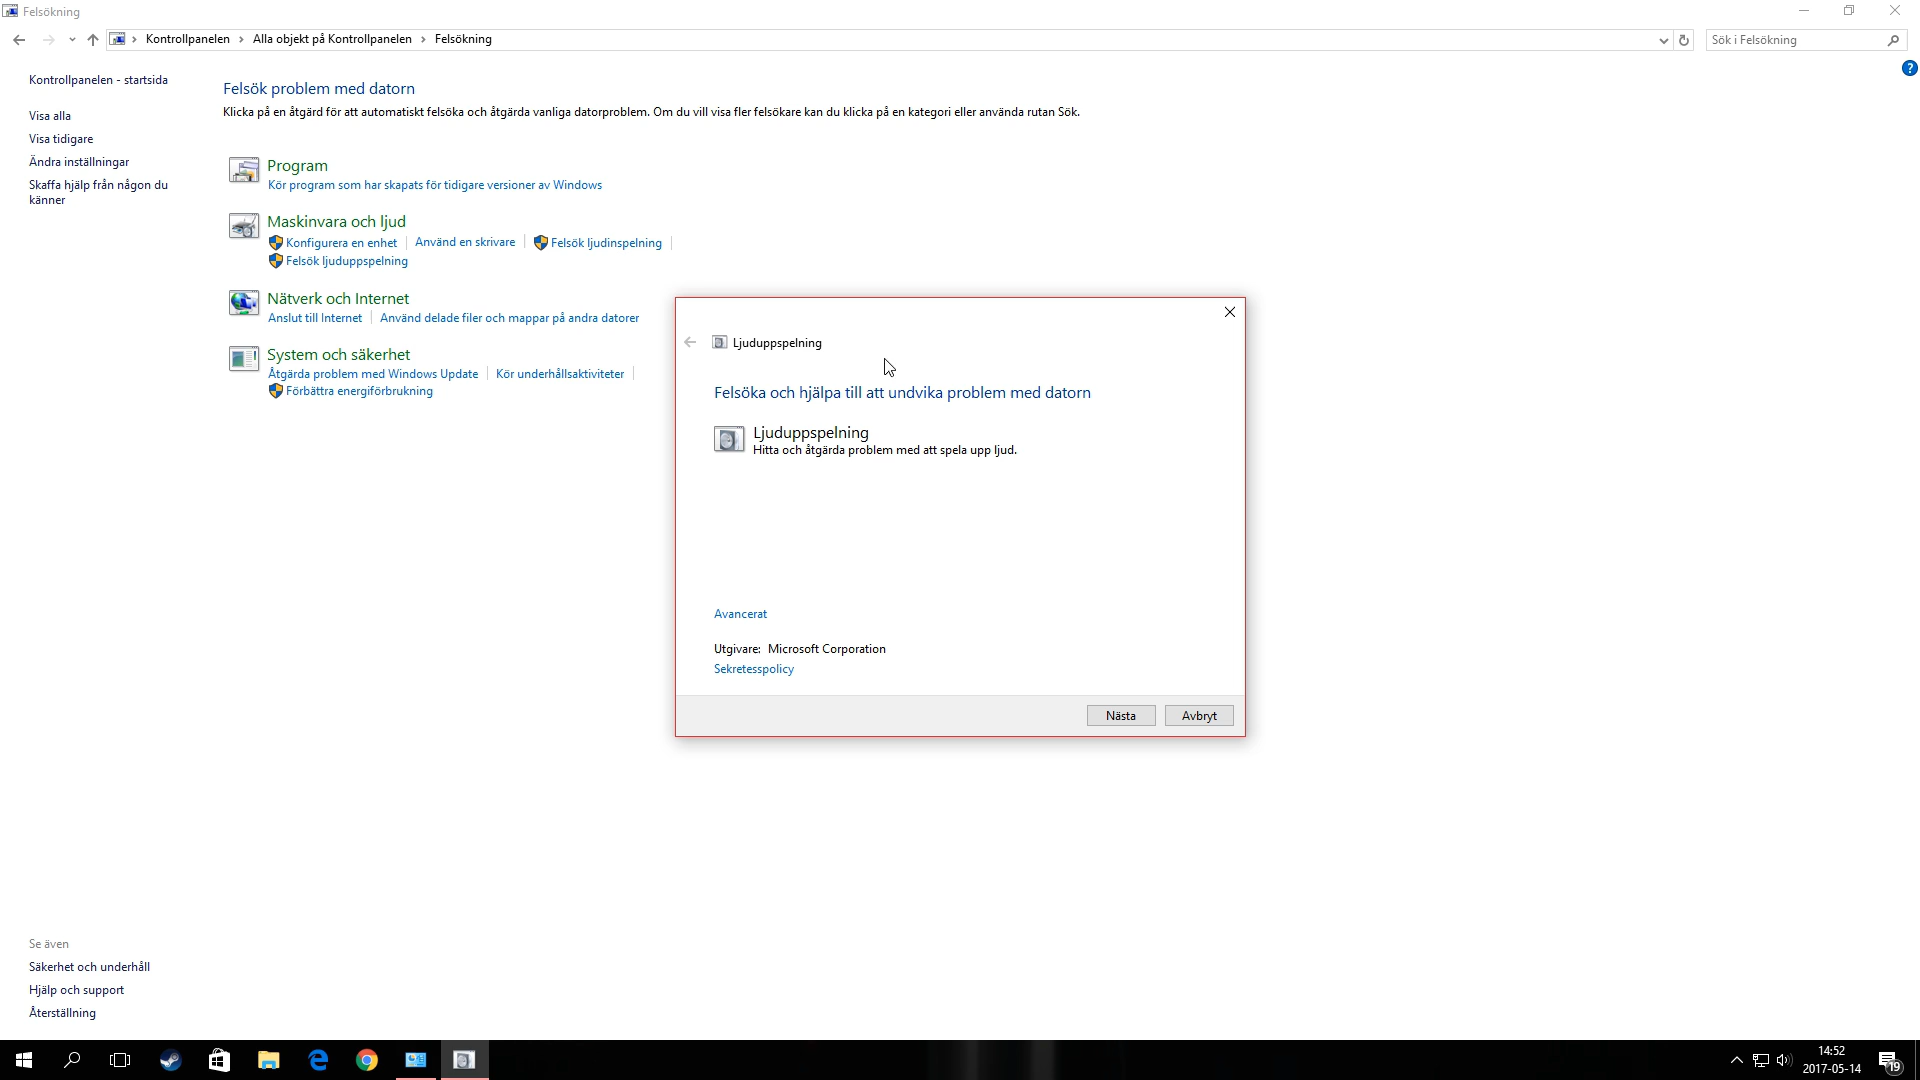 Felsökning
Kontrollpanelen > Alla objekt på Kontrollpanelen > Felsökning
Sök i Felsökning
Kontrollpanelen - startsida
Visa alla
Visa tidigare
Ändra inställningar
Skaffa hjälp från någon du
känner
Felsök problem med datorn
Klicka på en åtgärd för att automatiskt felsöka och åtgärda vanliga datorproblem. Om du vill visa fler felsökare kan du klicka på en kategori eller använda rutan Sök.
Program
Kör program som har skapats för tidigare versioner av Windows
Maskinvara och ljud
Konfigurera en enhet Använd en skrivare Felsök ljudinspelning
Felsök ljuduppspelning
Nätverk och Internet
Anslut till Internet Använd delade filer och mappar på andra datorer
System och säkerhet
Åtgärda problem med Windows Update Kör underhållsaktiviteter
Förbättra energiförbrukning
Ljuduppspelning
Felsöka och hjälpa till att undvika problem med datorn
Ljuduppspelning
Hitta och åtgärda problem med att spela upp ljud.
Avancerat
Utgivare: Microsoft Corporation
Sekretesspolicy
Nästa Avbryt
Se även
Säkerhet och underhåll
Hjälp och support
Återställning
14:52
2017-05-14
19